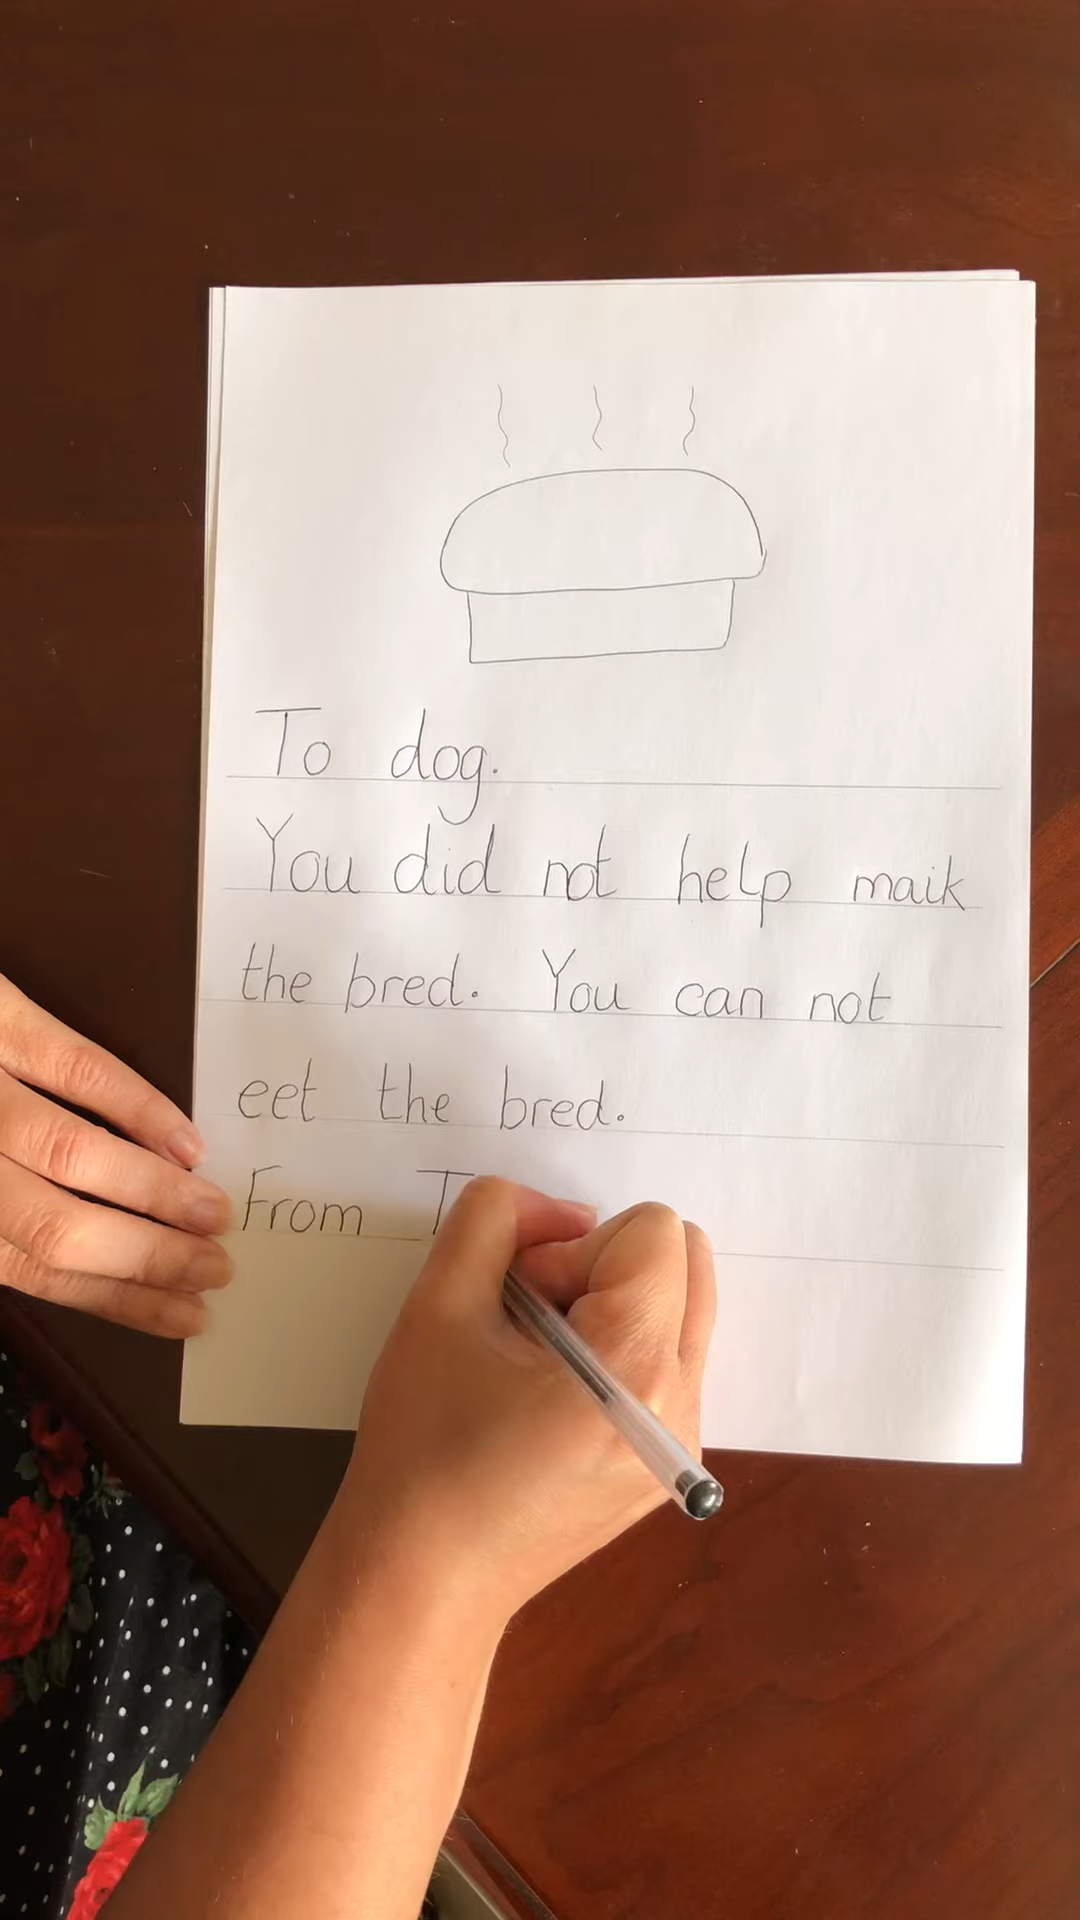 To dog.
You did not help maik
the bred. You can not
eet the bred.
From T